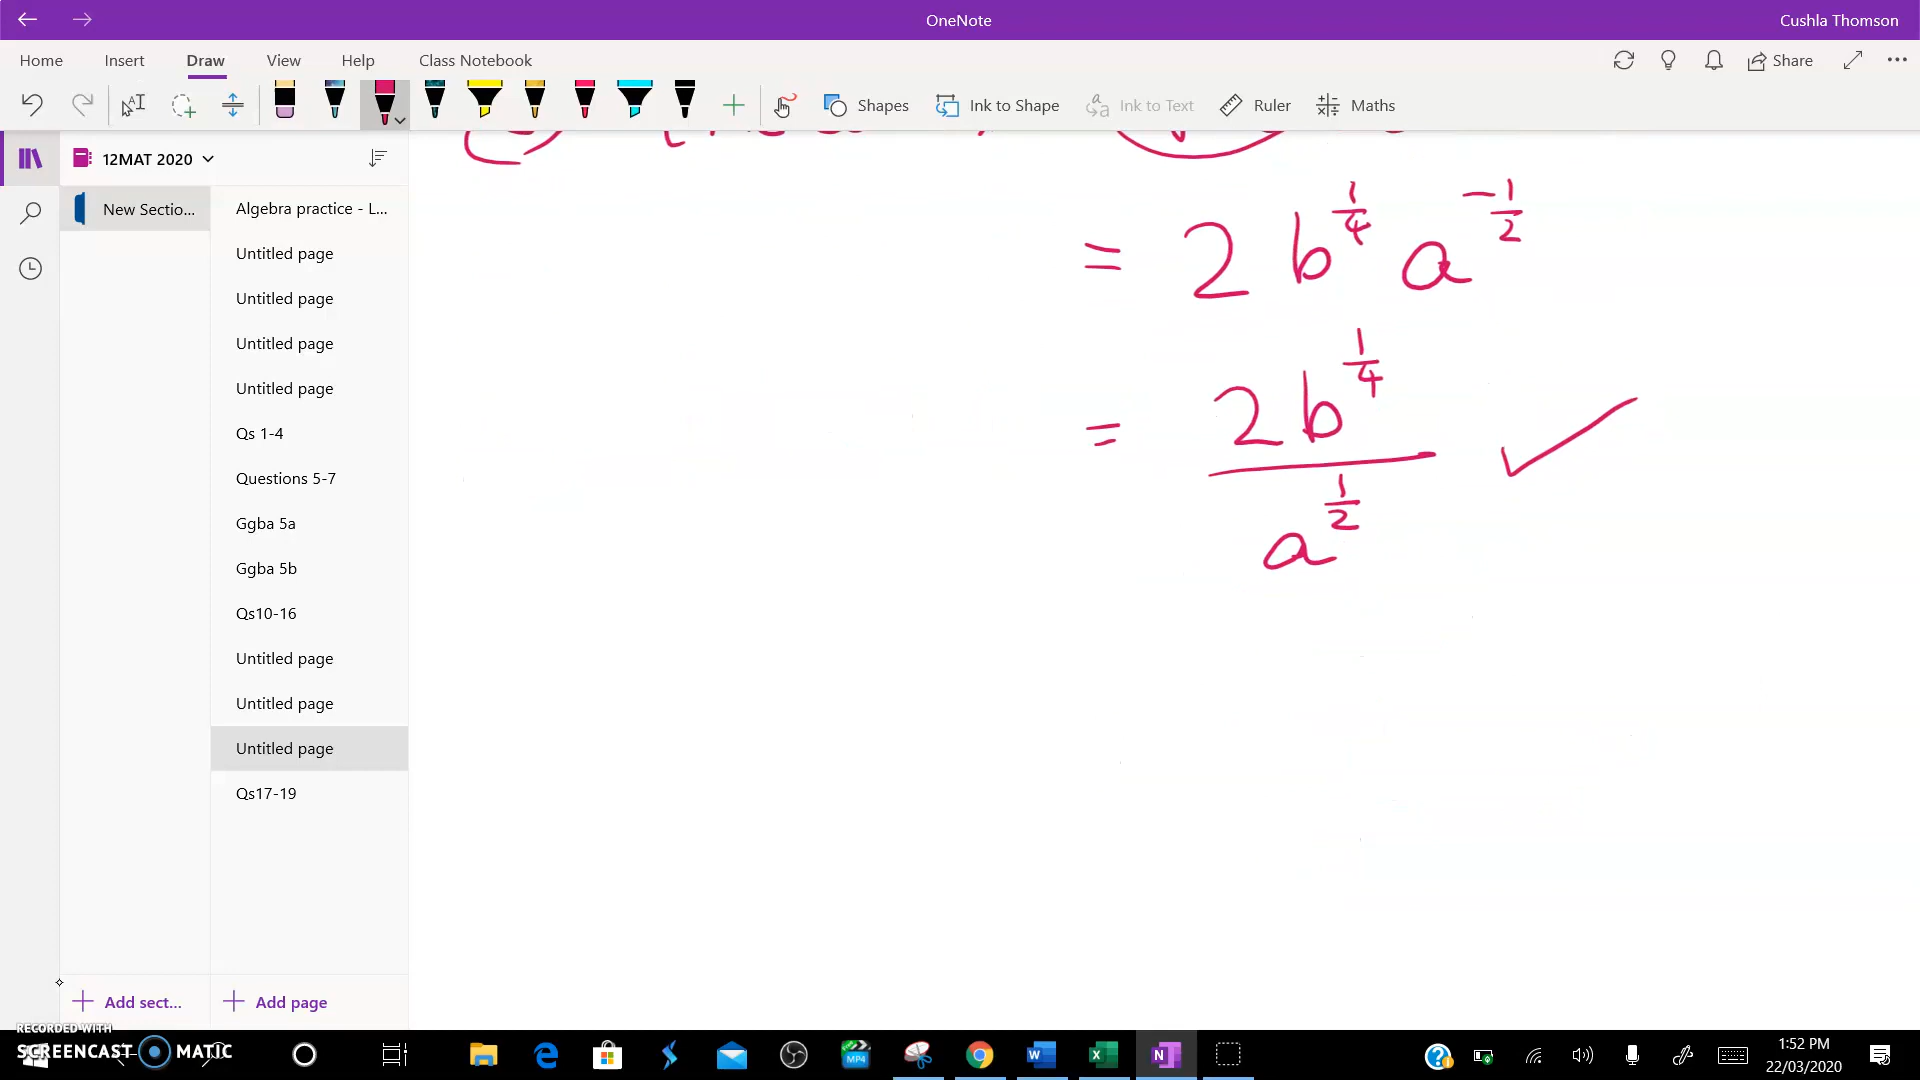 OneNote
Cushla Thomson
Home Insert Draw View Help Class Notebook
Share
Shapes Ink to Shape Ink to Text Ruler Maths
12MAT 2020
New Sectio...
Algebra practice - L...
Untitled page
Untitled page
Untitled page
Untitled page
Qs 1-4
Questions 5-7
Ggba 5a
Ggba 5b
Qs10-16
Untitled page
Untitled page
Untitled page
Qs17-19
= 2 b^(1/4) a^(-1/2)
= 2b^(1/4) / a^(1/2) ✓
Add sect...
Add page
RECORDED WITH
SCREENCAST MATIC
1:52 PM
22/03/2020